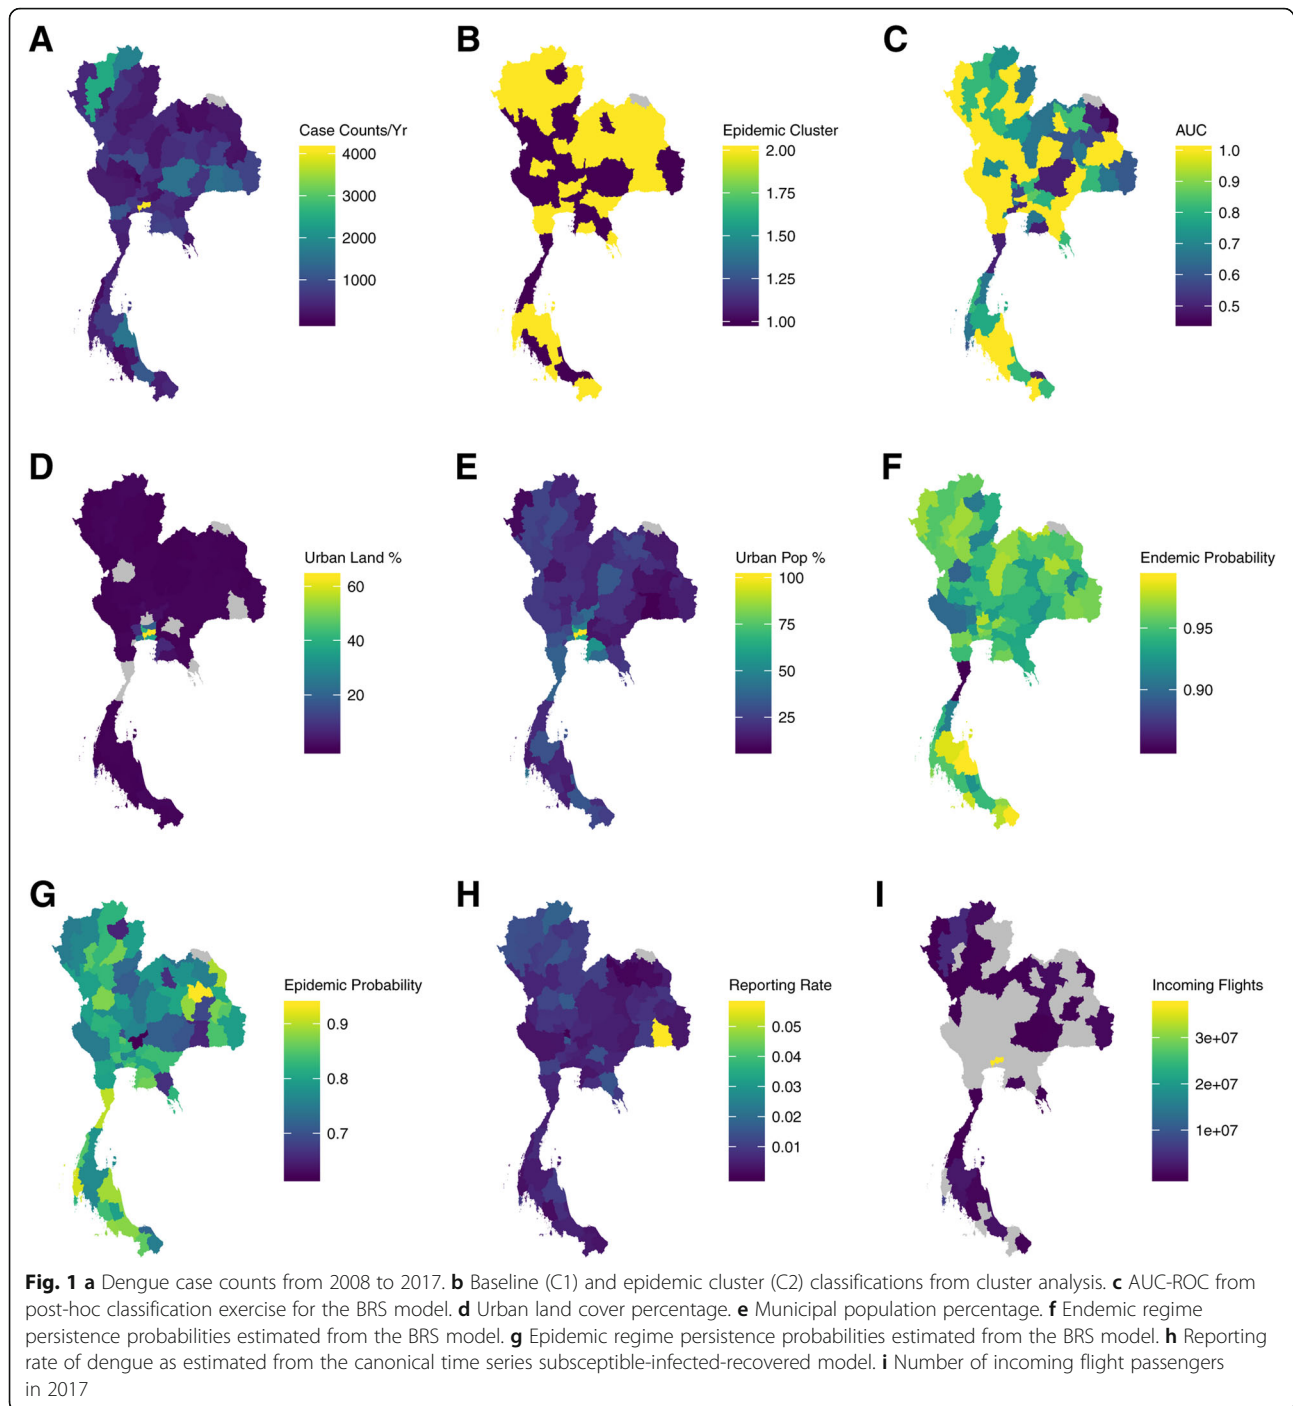 A
Case Counts/Yr
4000
3000
2000
1000
B
Epidemic Cluster
2.00
1.75
1.50
1.25
1.00
C
AUC
1.0
0.9
0.8
0.7
0.6
0.5
D
Urban Land %
60
40
20
E
Urban Pop %
100
75
50
25
F
Endemic Probability
0.95
0.90
G
Epidemic Probability
0.9
0.8
0.7
H
Reporting Rate
0.05
0.04
0.03
0.02
0.01
I
Incoming Flights
3e+07
2e+07
1e+07
Fig. 1 a Dengue case counts from 2008 to 2017. b Baseline (C1) and epidemic cluster (C2) classifications from cluster analysis. c AUC-ROC from
post-hoc classification exercise for the BRS model. d Urban land cover percentage. e Municipal population percentage. f Endemic regime
persistence probabilities estimated from the BRS model. g Epidemic regime persistence probabilities estimated from the BRS model. h Reporting
rate of dengue as estimated from the canonical time series subsceptible-infected-recovered model. i Number of incoming flight passengers
in 2017